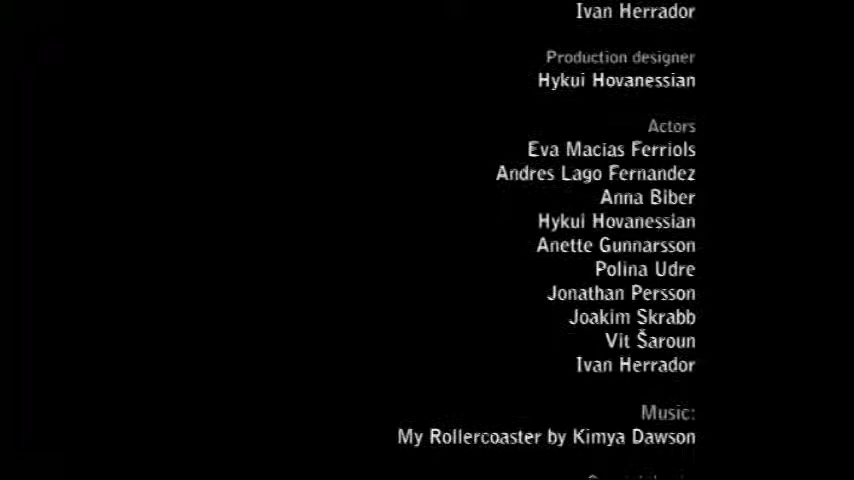 Ivan Herrador
Production designer
Hykui Hovanessian
Actors
Eva Macias Ferriols
Andres Lago Fernandez
Anna Biber
Hykui Hovanessian
Anette Gunnarsson
Polina Udre
Jonathan Persson
Joakim Skrabb
Vit Šaroun
Ivan Herrador
Music:
My Rollercoaster by Kimya Dawson